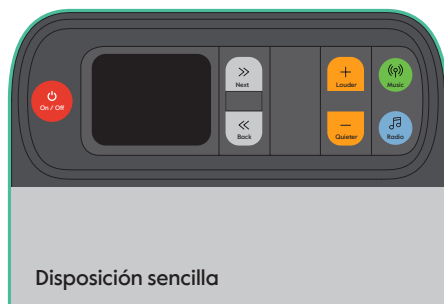 On / Off
Next
Back
Louder
Quieter
Music
Radio
Disposición sencilla